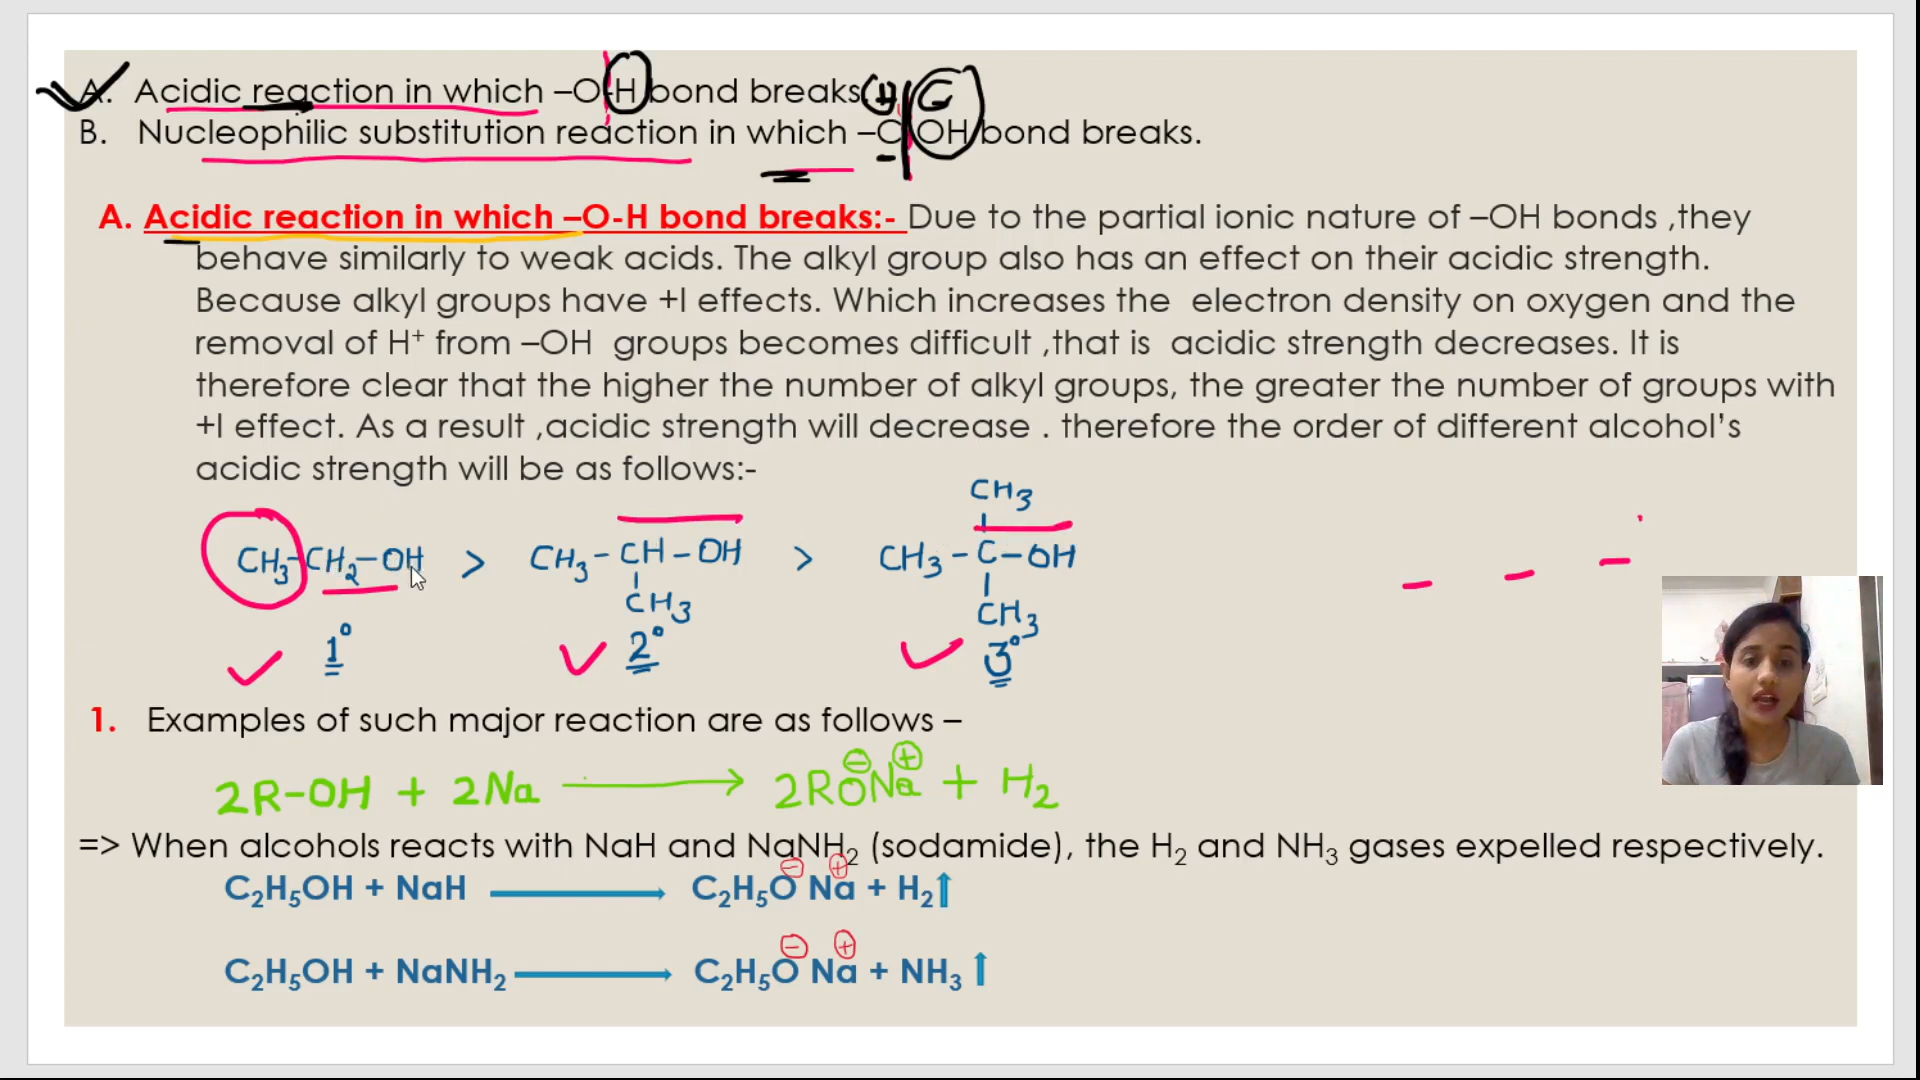 A. Acidic reaction in which –O-H bond breaks.
B. Nucleophilic substitution reaction in which –C OH bond breaks.
A. Acidic reaction in which –O-H bond breaks:- Due to the partial ionic nature of –OH bonds ,they
behave similarly to weak acids. The alkyl group also has an effect on their acidic strength.
Because alkyl groups have +I effects. Which increases the electron density on oxygen and the
removal of H⁺ from –OH groups becomes difficult ,that is acidic strength decreases. It is
therefore clear that the higher the number of alkyl groups, the greater the number of groups with
+I effect. As a result ,acidic strength will decrease . therefore the order of different alcohol’s
acidic strength will be as follows:-
CH₃
CH₃-CH₂-OH > CH₃-CH-OH > CH₃-C-OH
CH₃ CH₃
1° 2° 3°
1. Examples of such major reaction are as follows –
2R-OH + 2Na ⟶ 2RO⊖Na⊕ + H₂
=> When alcohols reacts with NaH and NaNH₂ (sodamide), the H₂ and NH₃ gases expelled respectively.
C₂H₅OH + NaH ⟶ C₂H₅O⊖ Na⊕ + H₂↑
C₂H₅OH + NaNH₂ ⟶ C₂H₅O⊖ Na⊕ + NH₃ ↑